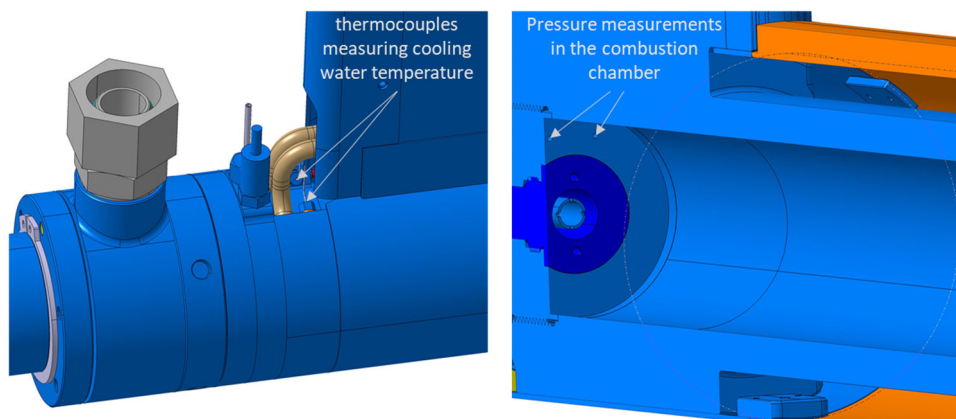 thermocouples
measuring cooling
water temperature
Pressure measurements
in the combustion
chamber